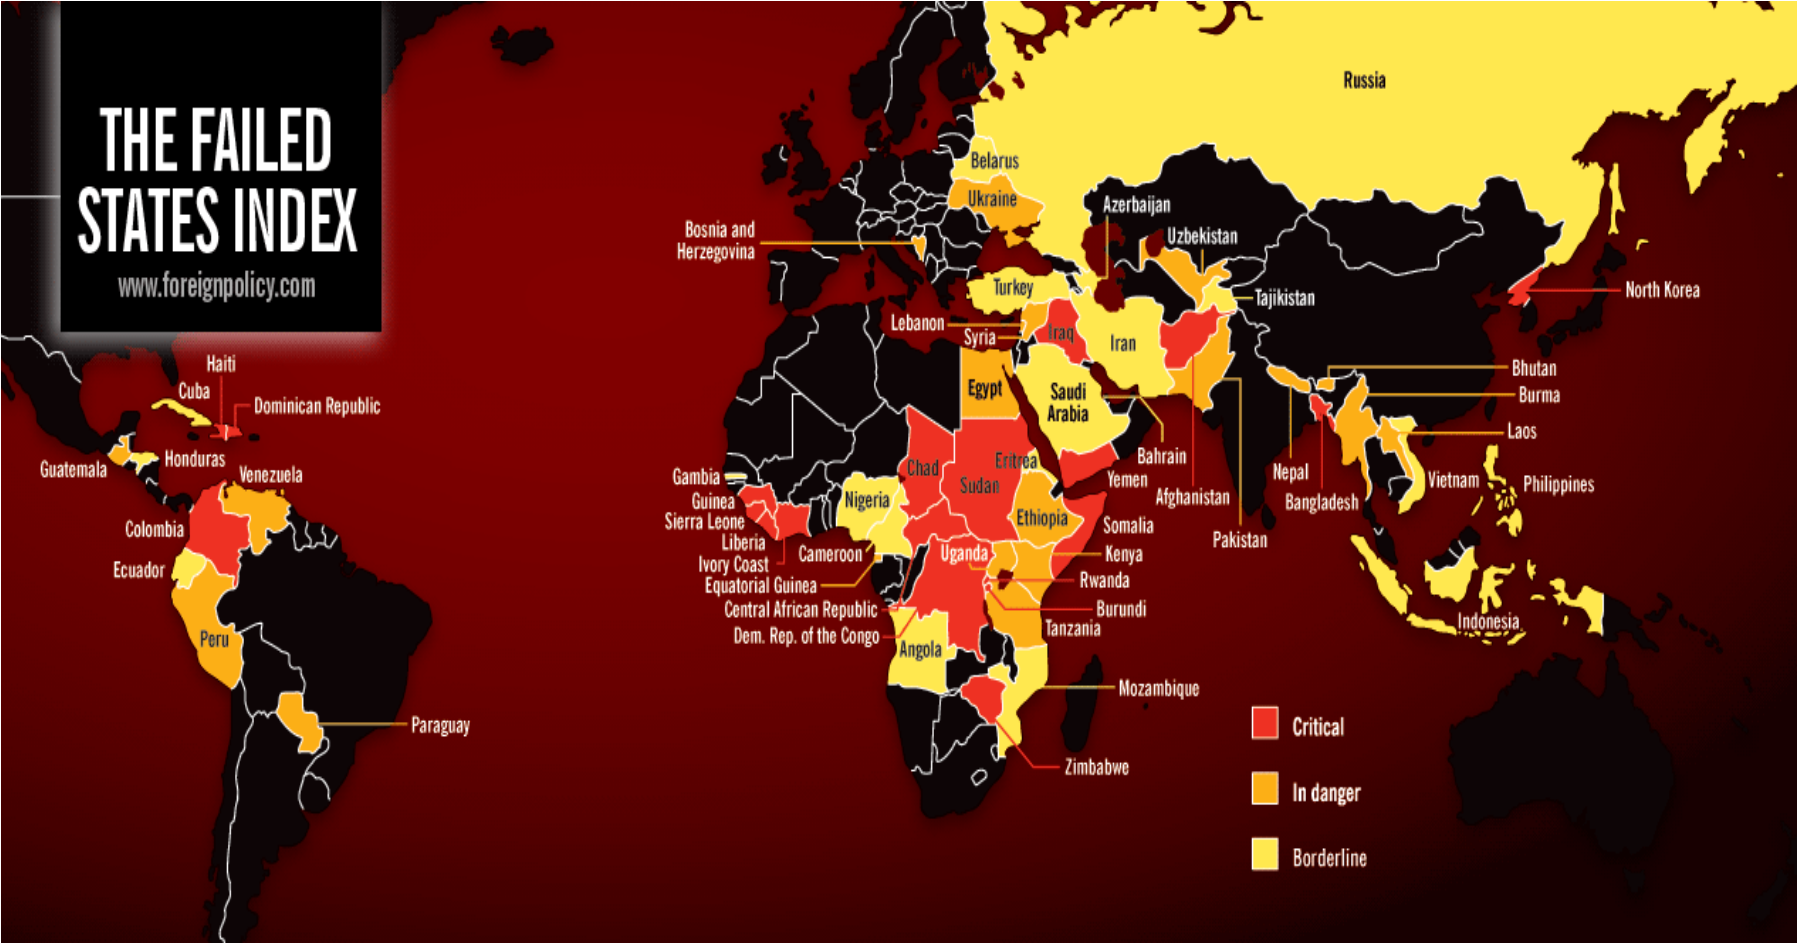 THE FAILED
STATES INDEX
www.foreignpolicy.com
Russia
Belarus
Ukraine
Azerbaijan
Uzbekistan
Bosnia and
Herzegovina
Turkey
Tajikistan
North Korea
Lebanon
Syria
Iraq
Iran
Haiti
Cuba
Dominican Republic
Egypt
Saudi
Arabia
Bhutan
Burma
Laos
Guatemala
Honduras
Venezuela
Gambia
Guinea
Sierra Leone
Liberia
Ivory Coast
Nigeria
Chad
Sudan
Eritrea
Ethiopia
Bahrain
Yemen
Afghanistan
Nepal
Bangladesh
Vietnam
Philippines
Colombia
Somalia
Pakistan
Cameroon
Uganda
Kenya
Ecuador
Equatorial Guinea
Rwanda
Central African Republic
Burundi
Dem. Rep. of the Congo
Tanzania
Indonesia
Peru
Angola
Mozambique
Paraguay
Zimbabwe
Critical
In danger
Borderline